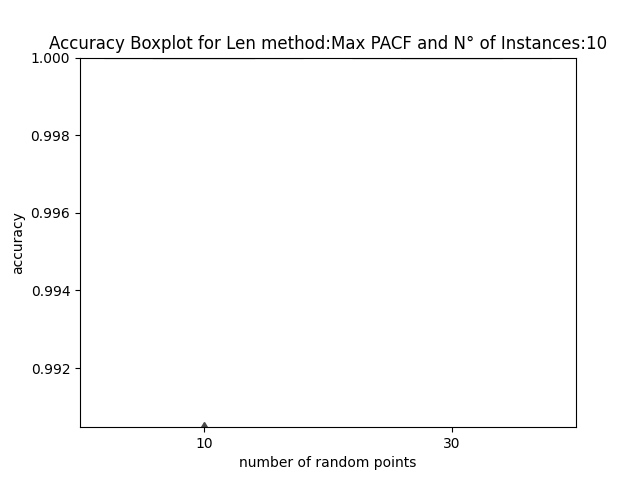 Accuracy Boxplot for Len method:Max PACF and N° of Instances:10
1.000
0.998
0.996
0.994
0.992
accuracy
10 30
number of random points